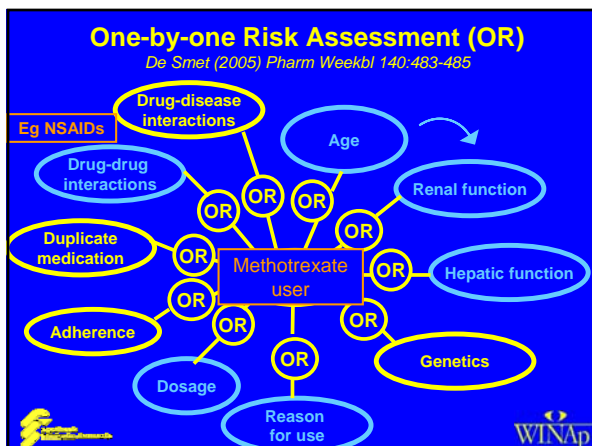 One-by-one Risk Assessment (OR)
De Smet (2005) Pharm Weekbl 140:483-485
Drug-disease
interactions
Eg NSAIDs
Age
Drug-drug
interactions
Renal function
OR
OR
OR
OR
Duplicate
medication
OR
Methotrexate
user
OR
Hepatic function
Adherence
OR
OR
OR
OR
Genetics
Dosage
Reason
for use
WINAp